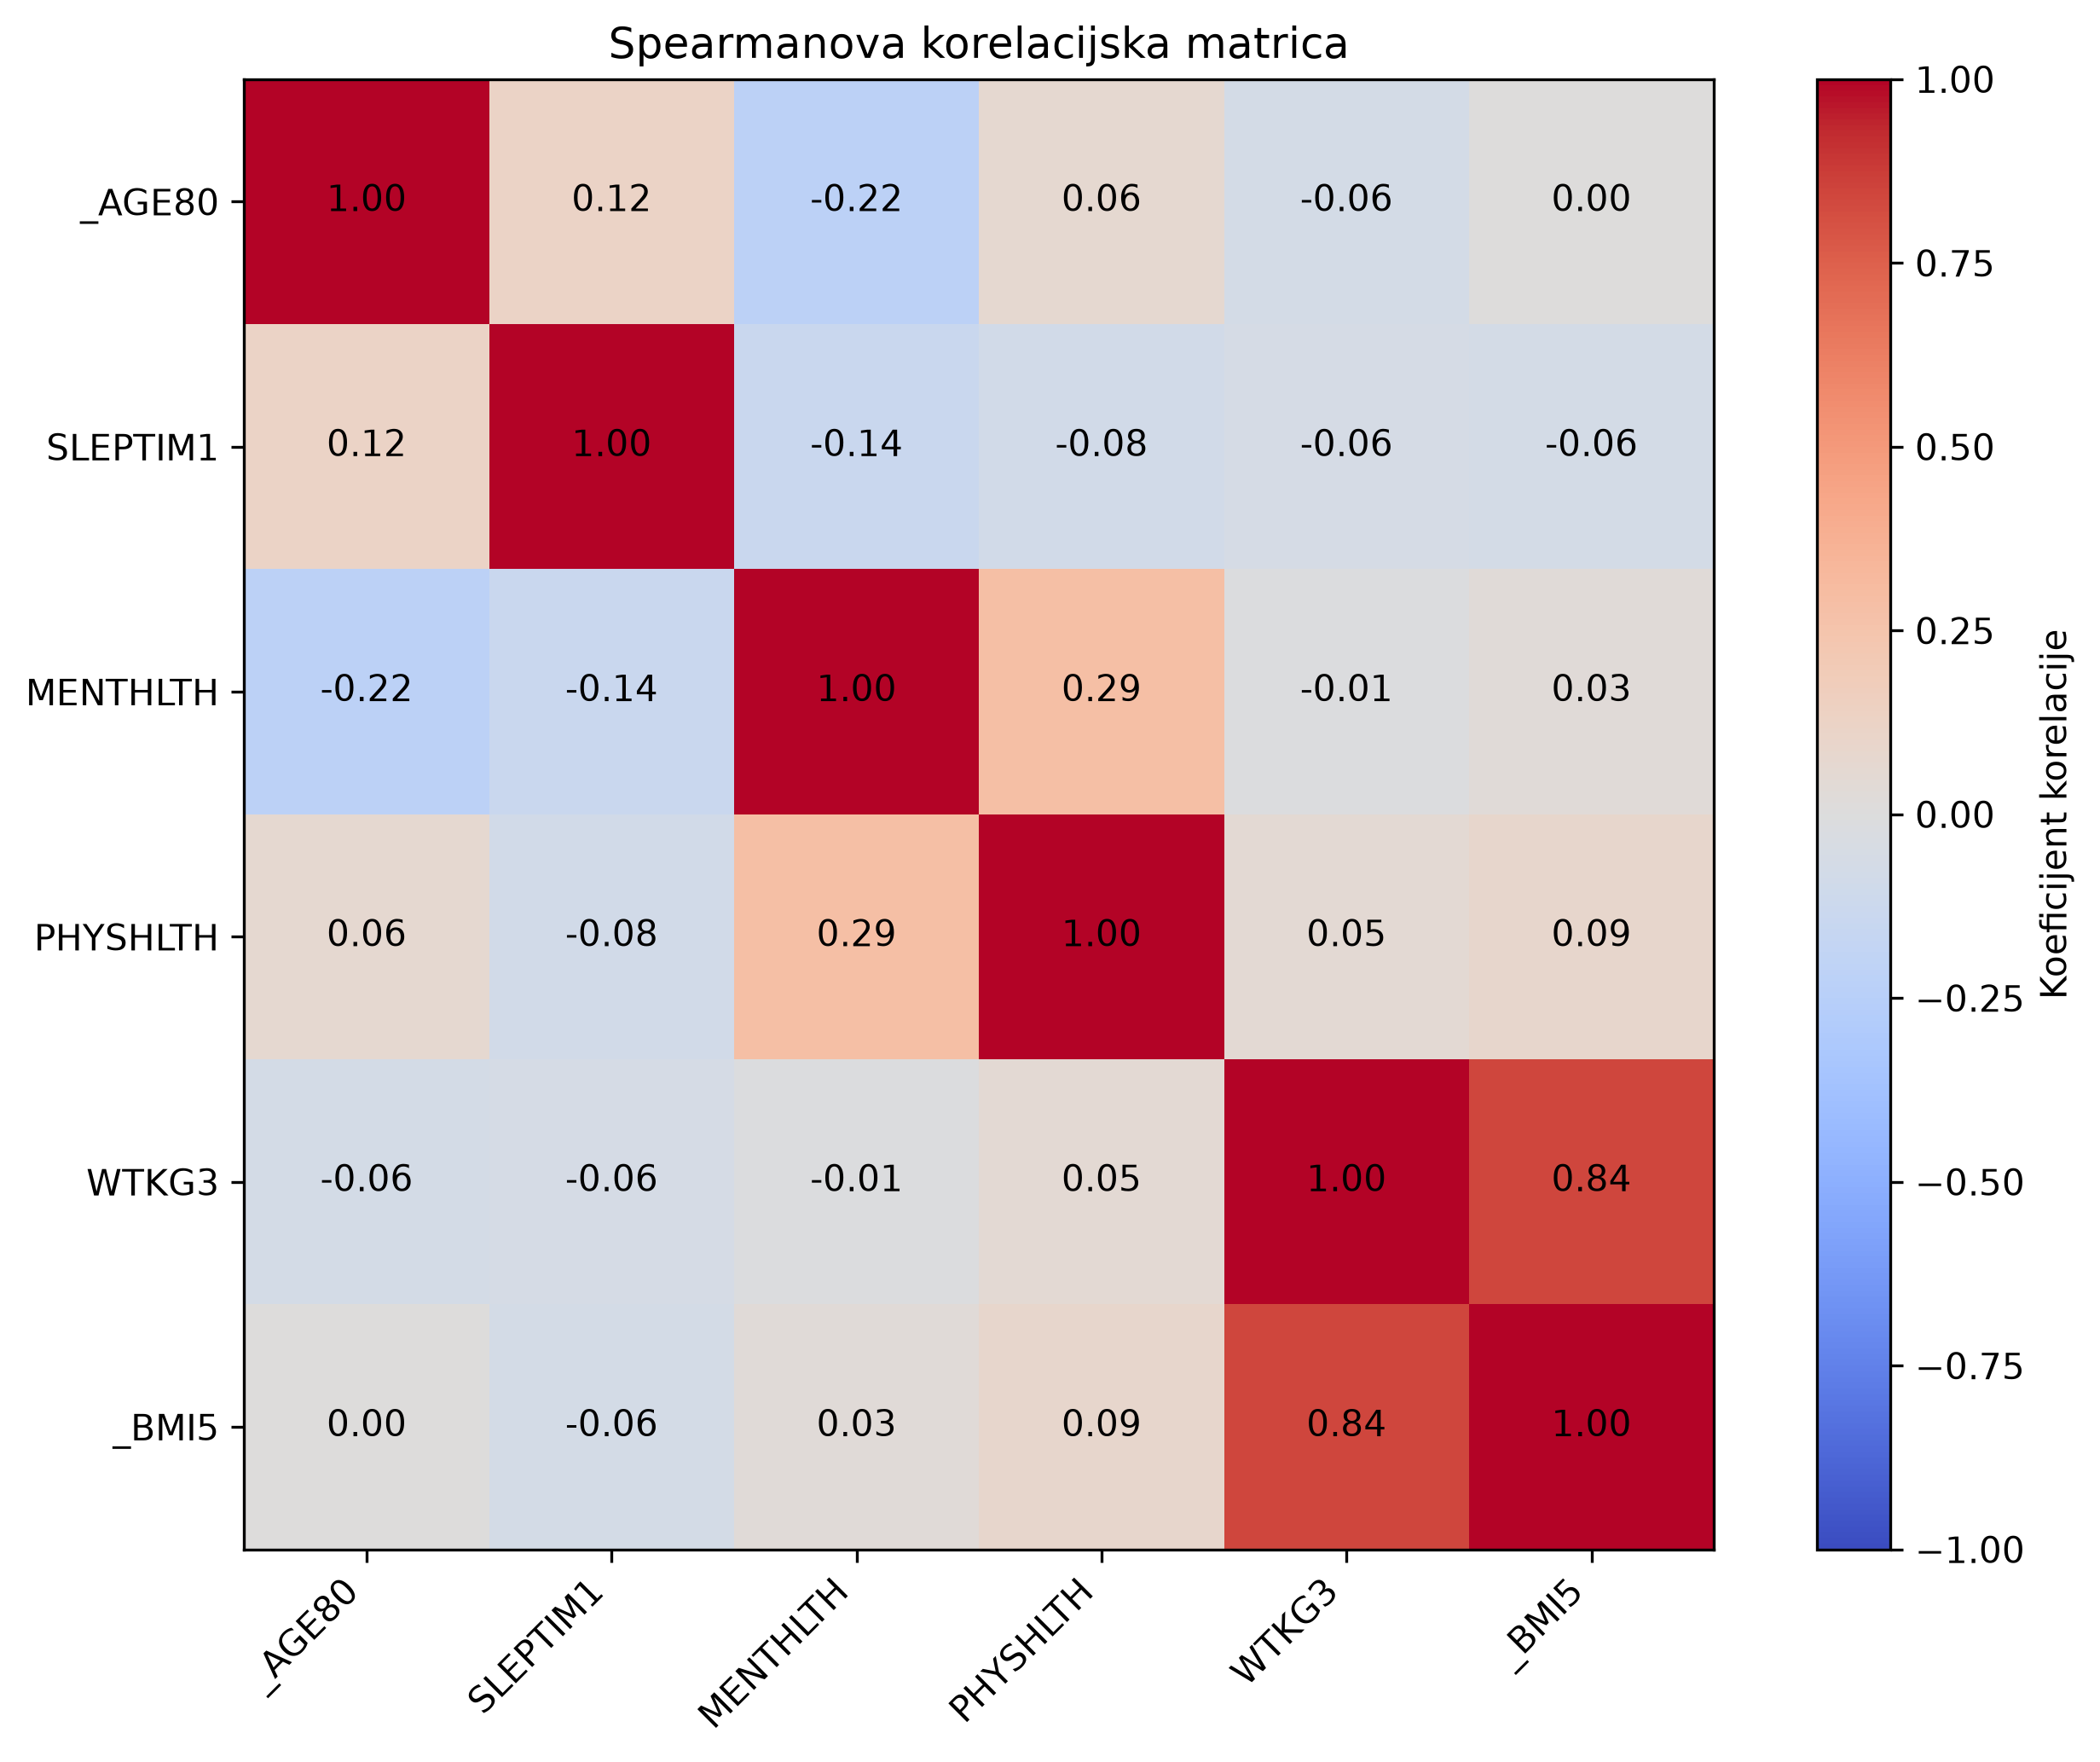 Spearmanova korelacijska matrica
_AGE80 1.00 0.12 -0.22 0.06 -0.06 0.00
SLEPTIM1 0.12 1.00 -0.14 -0.08 -0.06 -0.06
MENTHLTH -0.22 -0.14 1.00 0.29 -0.01 0.03
PHYSHLTH 0.06 -0.08 0.29 1.00 0.05 0.09
WTKG3 -0.06 -0.06 -0.01 0.05 1.00 0.84
_BMI5 0.00 -0.06 0.03 0.09 0.84 1.00
_AGE80 SLEPTIM1 MENTHLTH PHYSHLTH WTKG3 _BMI5
1.00
0.75
0.50
0.25
0.00
−0.25
−0.50
−0.75
−1.00
Koeficijent korelacije